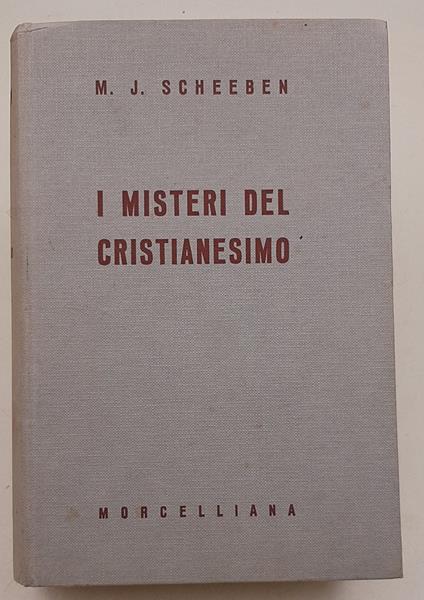 M. J. SCHEEBEN
I MISTERI DEL
CRISTIANESIMO
MORCELLIANA